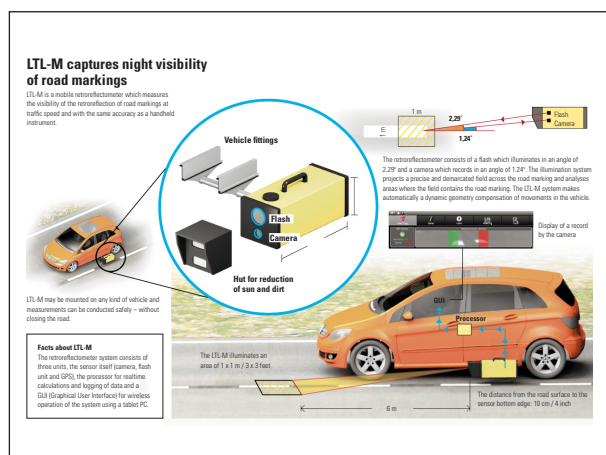 LTL-M captures night visibility
of road markings
LTL-M is a mobile retroreflectometer which measures
the visibility of the retroreflection of road markings at
traffic speed and with the same accuracy as a handheld
instrument.
Vehicle fittings
Flash
Camera
Hut for reduction
of sun and dirt
1 m
1 m
2,29°
1,24°
Flash
Camera
The retroreflectometer consists of a flash which illuminates in an angle of
2.29° and a camera which records in an angle of 1.24°. The illumination system
projects a precise and demarcated field across the road marking and analyses
areas where the field contains the road marking. The LTL-M system makes
automatically a dynamic geometry compensation of movements in the vehicle.
Display of a record
by the camera
LTL-M may be mounted on any kind of vehicle and
measurements can be conducted safely – without
closing the road.
Facts about LTL-M
The retroreflectometer system consists of
three units, the sensor itself (camera, flash
unit and GPS), the processor for realtime
calculations and logging of data and a
GUI (Graphical User Interface) for wireless
operation of the system using a tablet PC.
GUI
Processor
The LTL-M illuminates an
area of 1 x 1 m / 3 x 3 feet
6 m
The distance from the road surface to the
sensor bottom edge: 10 cm / 4 inch